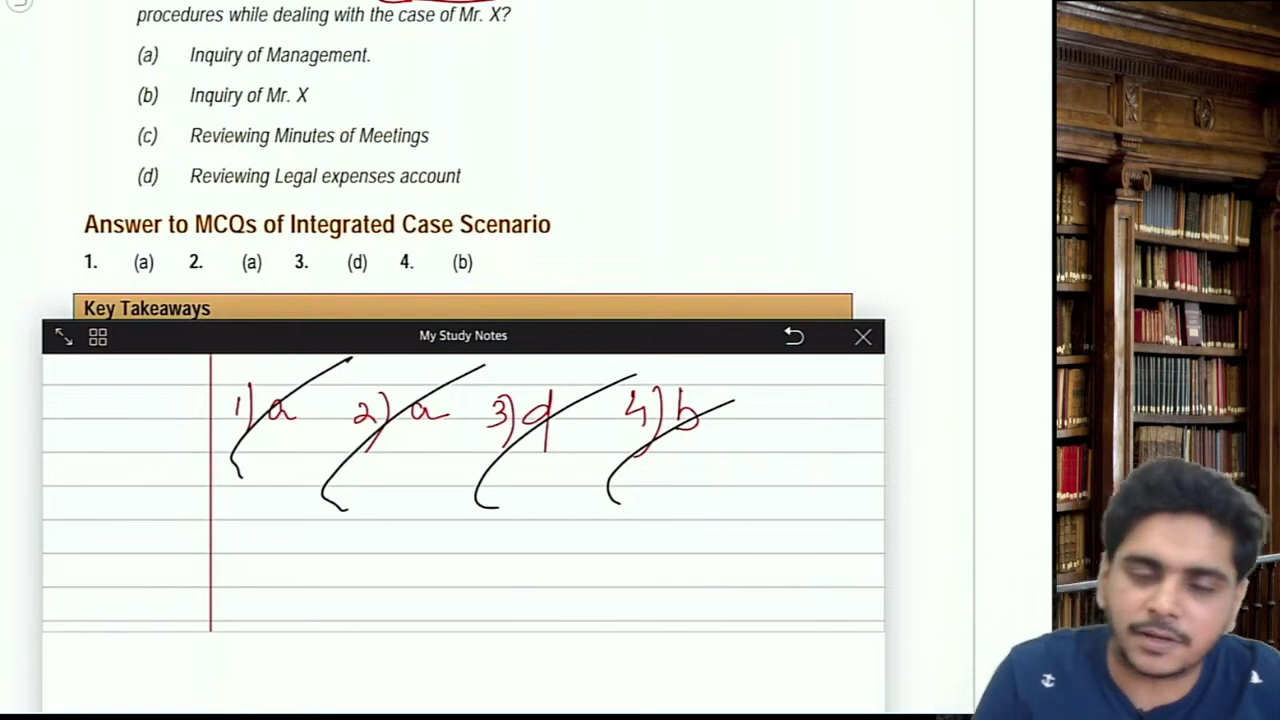 procedures while dealing with the case of Mr. X?
(a) Inquiry of Management.
(b) Inquiry of Mr. X
(c) Reviewing Minutes of Meetings
(d) Reviewing Legal expenses account
Answer to MCQs of Integrated Case Scenario
1. (a) 2. (a) 3. (d) 4. (b)
Key Takeaways
My Study Notes
1) a 2) a 3) d 4) b